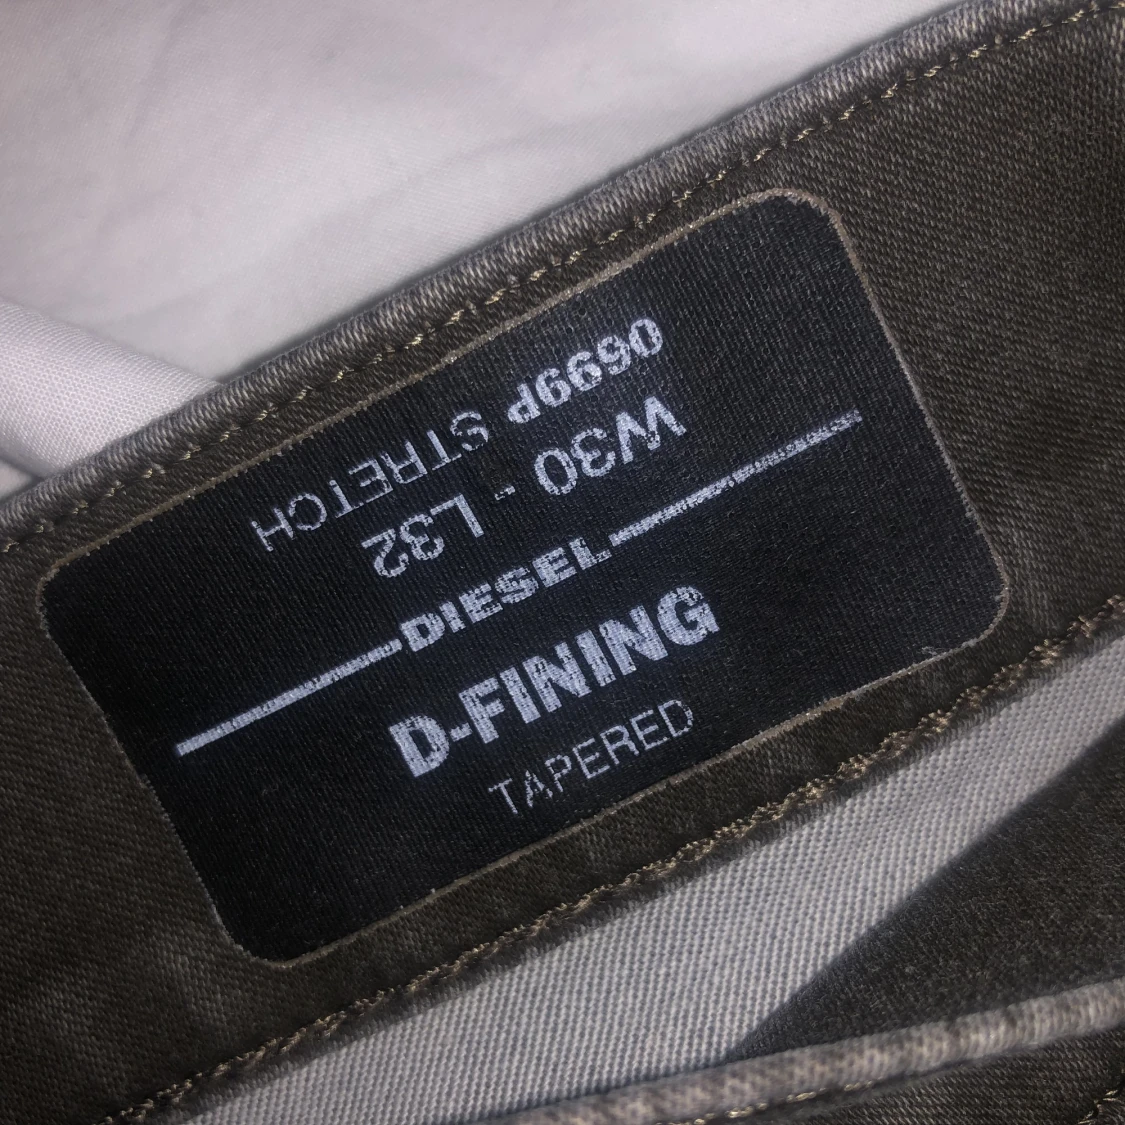 DIESEL
D-FINING
TAPERED
W30 - L32
0699P STRETCH